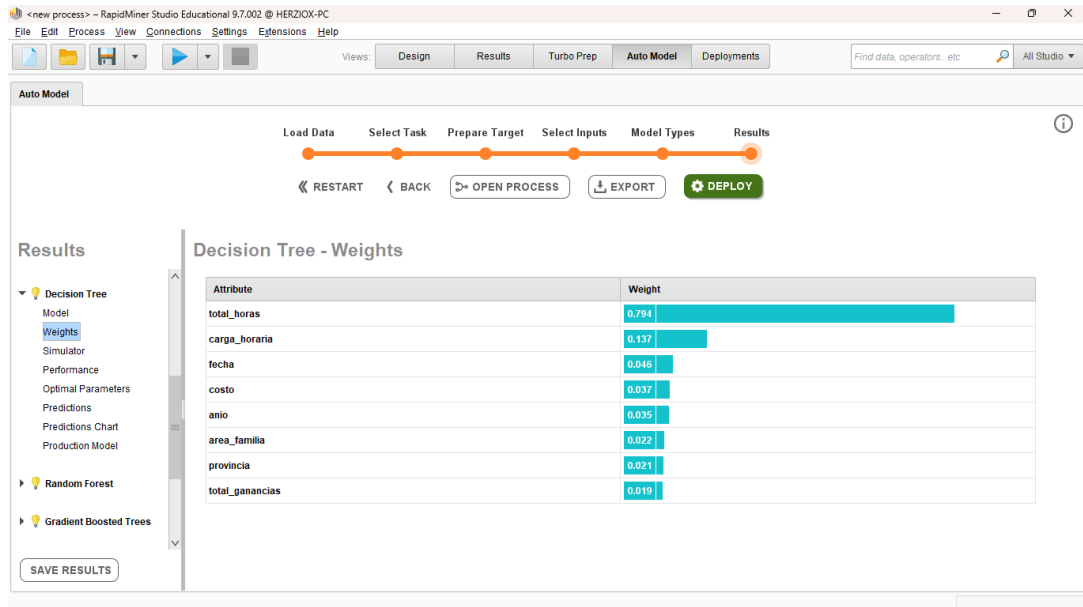 <new process> – RapidMiner Studio Educational 9.7.002 @ HERZIOX-PC
File Edit Process View Connections Settings Extensions Help
Views: Design Results Turbo Prep Auto Model Deployments Find data, operators...etc All Studio
Auto Model
Load Data Select Task Prepare Target Select Inputs Model Types Results
RESTART BACK OPEN PROCESS EXPORT DEPLOY
Results
Decision Tree
Model
Weights
Simulator
Performance
Optimal Parameters
Predictions
Predictions Chart
Production Model
Random Forest
Gradient Boosted Trees
SAVE RESULTS
Decision Tree - Weights
Attribute Weight
total_horas 0.794
carga_horaria 0.137
fecha 0.046
costo 0.037
anio 0.035
area_familia 0.022
provincia 0.021
total_ganancias 0.019